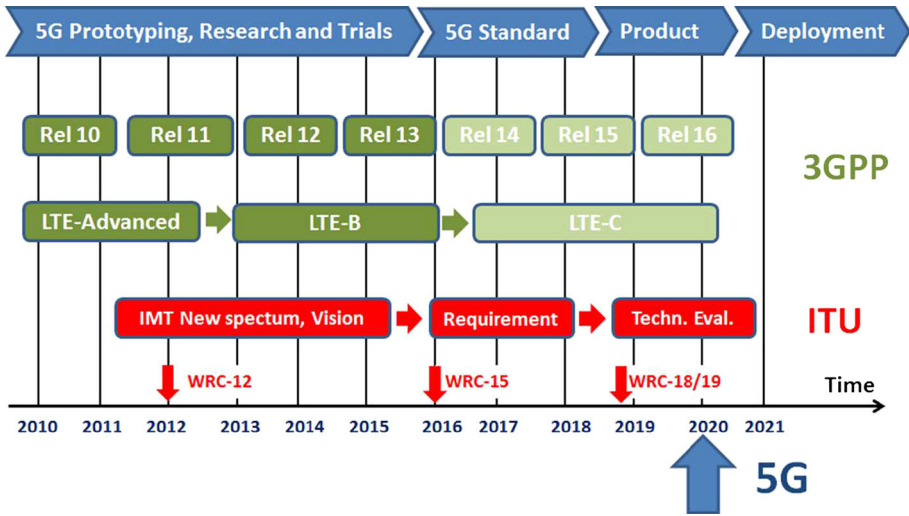 5G Prototyping, Research and Trials
5G Standard
Product
Deployment
Rel 10
Rel 11
Rel 12
Rel 13
Rel 14
Rel 15
Rel 16
3GPP
LTE-Advanced
LTE-B
LTE-C
IMT New spectum, Vision
Requirement
Techn. Eval.
ITU
WRC-12
WRC-15
WRC-18/19
Time
2010 2011 2012 2013 2014 2015 2016 2017 2018 2019 2020 2021
5G